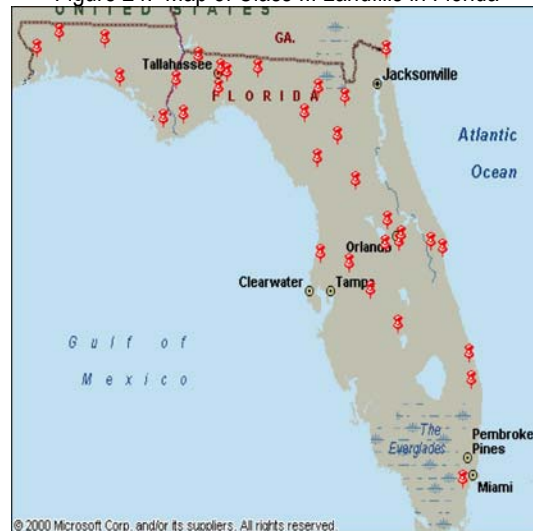 Figure 24: Map of Class III Landfills in Florida
UNITED STATES
GA.
Tallahassee
Jacksonville
FLORIDA
Atlantic
Ocean
Orlando
Clearwater
Tampa
Gulf of
Mexico
The
Everglades
Pembroke
Pines
Miami
© 2000 Microsoft Corp. and/or its suppliers. All rights reserved.